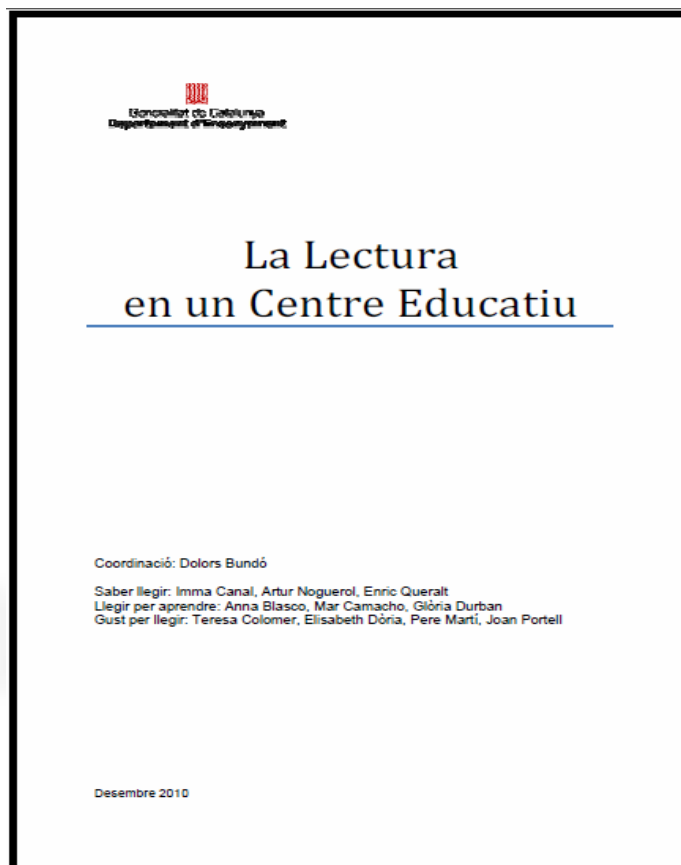 Generalitat de Catalunya
Departament d'Ensenyament
La Lectura
en un Centre Educatiu
Coordinació: Dolors Bundó
Saber llegir: Imma Canal, Artur Noguerol, Enric Queralt
Llegir per aprendre: Anna Blasco, Mar Camacho, Glòria Durban
Gust per llegir: Teresa Colomer, Elisabeth Dòria, Pere Martí, Joan Portell
Desembre 2010